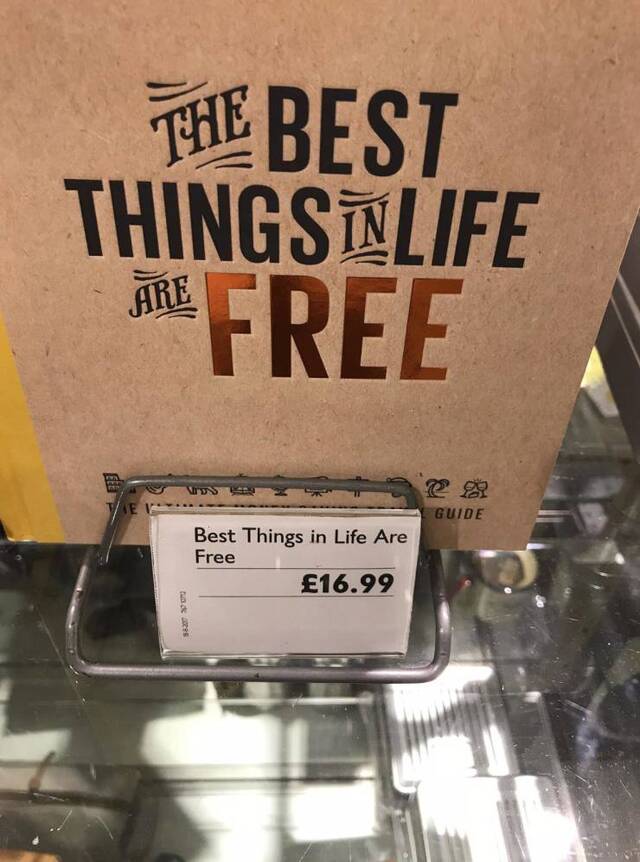 THE BEST
THINGS IN LIFE
ARE FREE
GUIDE
Best Things in Life Are
Free
£16.99